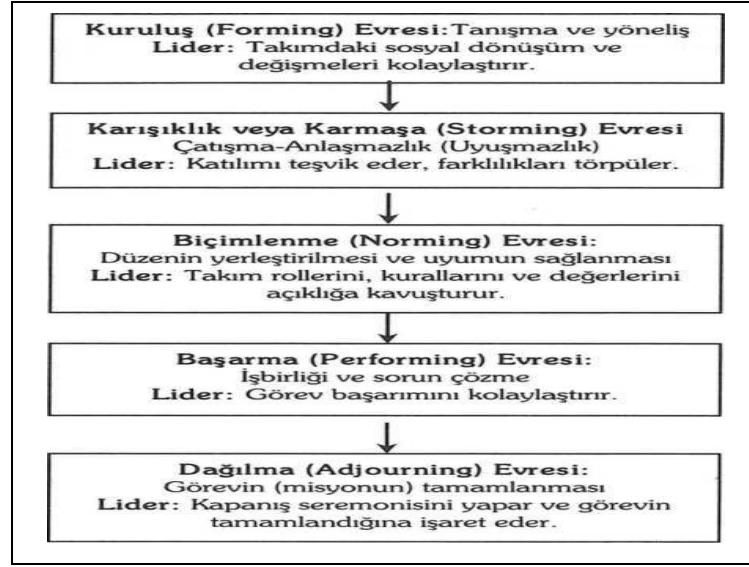 Kuruluş (Forming) Evresi: Tanışma ve yöneliş
Lider: Takımdaki sosyal dönüşüm ve
değişmeleri kolaylaştırır.
Karışıklık veya Karmaşa (Storming) Evresi
Çatışma-Anlaşmazlık (Uyuşmazlık)
Lider: Katılımı teşvik eder, farklılıkları törpüler.
Biçimlenme (Norming) Evresi:
Düzenin yerleştirilmesi ve uyumun sağlanması
Lider: Takım rollerini, kurallarını ve değerlerini
açıklığa kavuşturur.
Başarma (Performing) Evresi:
İşbirliği ve sorun çözme
Lider: Görev başarımını kolaylaştırır.
Dağılma (Adjourning) Evresi:
Görevin (misyonun) tamamlanması
Lider: Kapanış seremonisini yapar ve görevin
tamamlandığına işaret eder.